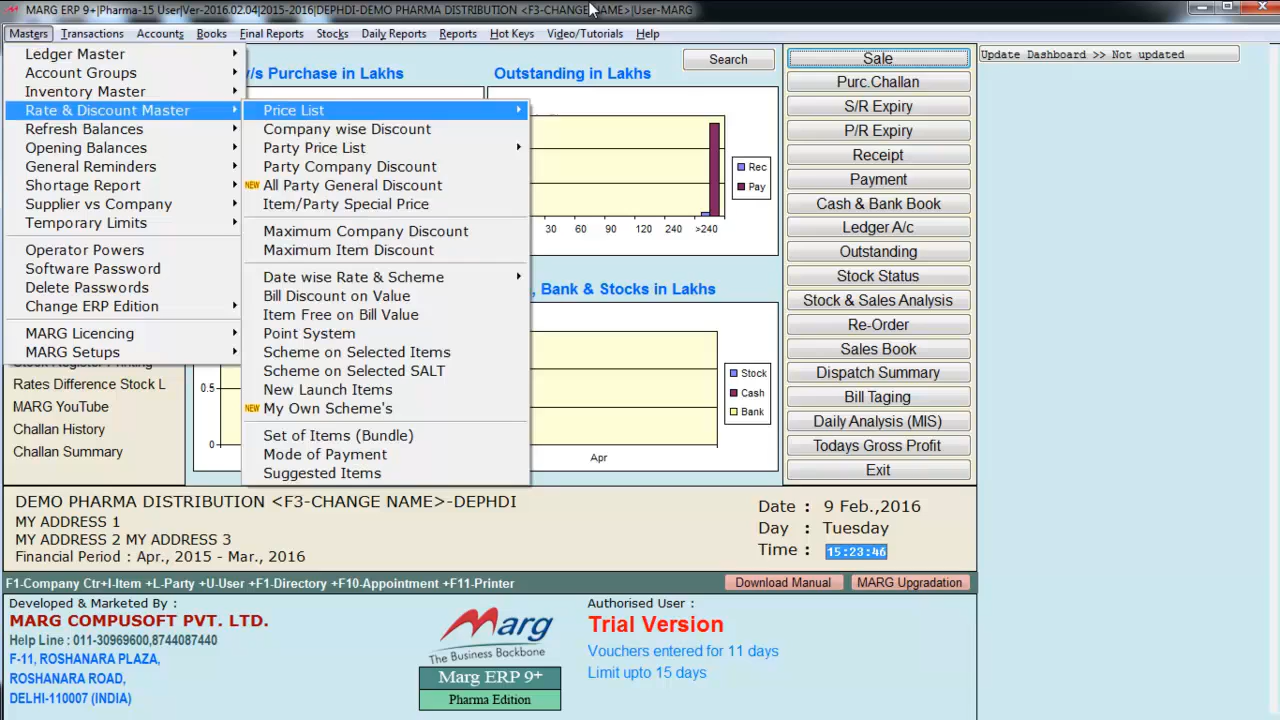 MARG ERP 9+|Pharma-15 User|Ver-2016.02.04|2015-2016|DEPHDI-DEMO PHARMA DISTRIBUTION <F3-CHANGE NAME>|User-MARG
Masters Transactions Accounts Books Final Reports Stocks Daily Reports Reports Hot Keys Video/Tutorials Help
Ledger Master
Account Groups
Inventory Master
Rate & Discount Master
Refresh Balances
Opening Balances
General Reminders
Shortage Report
Supplier vs Company
Temporary Limits
Operator Powers
Software Password
Delete Passwords
Change ERP Edition
MARG Licencing
MARG Setups
Rates Difference Stock L
MARG YouTube
Challan History
Challan Summary
Price List
Company wise Discount
Party Price List
Party Company Discount
NEW All Party General Discount
Item/Party Special Price
Maximum Company Discount
Maximum Item Discount
Date wise Rate & Scheme
Bill Discount on Value
Item Free on Bill Value
Point System
Scheme on Selected Items
Scheme on Selected SALT
New Launch Items
NEW My Own Scheme's
Set of Items (Bundle)
Mode of Payment
Suggested Items
/s Purchase in Lakhs
Outstanding in Lakhs
Search
Rec
Pay
30 60 90 120 240 >240
, Bank & Stocks in Lakhs
Stock
Cash
Bank
0.5
0
Apr
Sale
Purc.Challan
S/R Expiry
P/R Expiry
Receipt
Payment
Cash & Bank Book
Ledger A/c
Outstanding
Stock Status
Stock & Sales Analysis
Re-Order
Sales Book
Dispatch Summary
Bill Taging
Daily Analysis (MIS)
Todays Gross Profit
Exit
Update Dashboard >> Not updated
DEMO PHARMA DISTRIBUTION <F3-CHANGE NAME>-DEPHDI
MY ADDRESS 1
MY ADDRESS 2 MY ADDRESS 3
Financial Period : Apr., 2015 - Mar., 2016
Date : 9 Feb.,2016
Day : Tuesday
Time : 15:23:46
F1-Company Ctr+I-Item +L-Party +U-User +F1-Directory +F10-Appointment +F11-Printer
Download Manual
MARG Upgradation
Developed & Marketed By :
MARG COMPUSOFT PVT. LTD.
Help Line : 011-30969600,8744087440
F-11, ROSHANARA PLAZA,
ROSHANARA ROAD,
DELHI-110007 (INDIA)
Marg
The Business Backbone
Marg ERP 9+
Pharma Edition
Authorised User :
Trial Version
Vouchers entered for 11 days
Limit upto 15 days